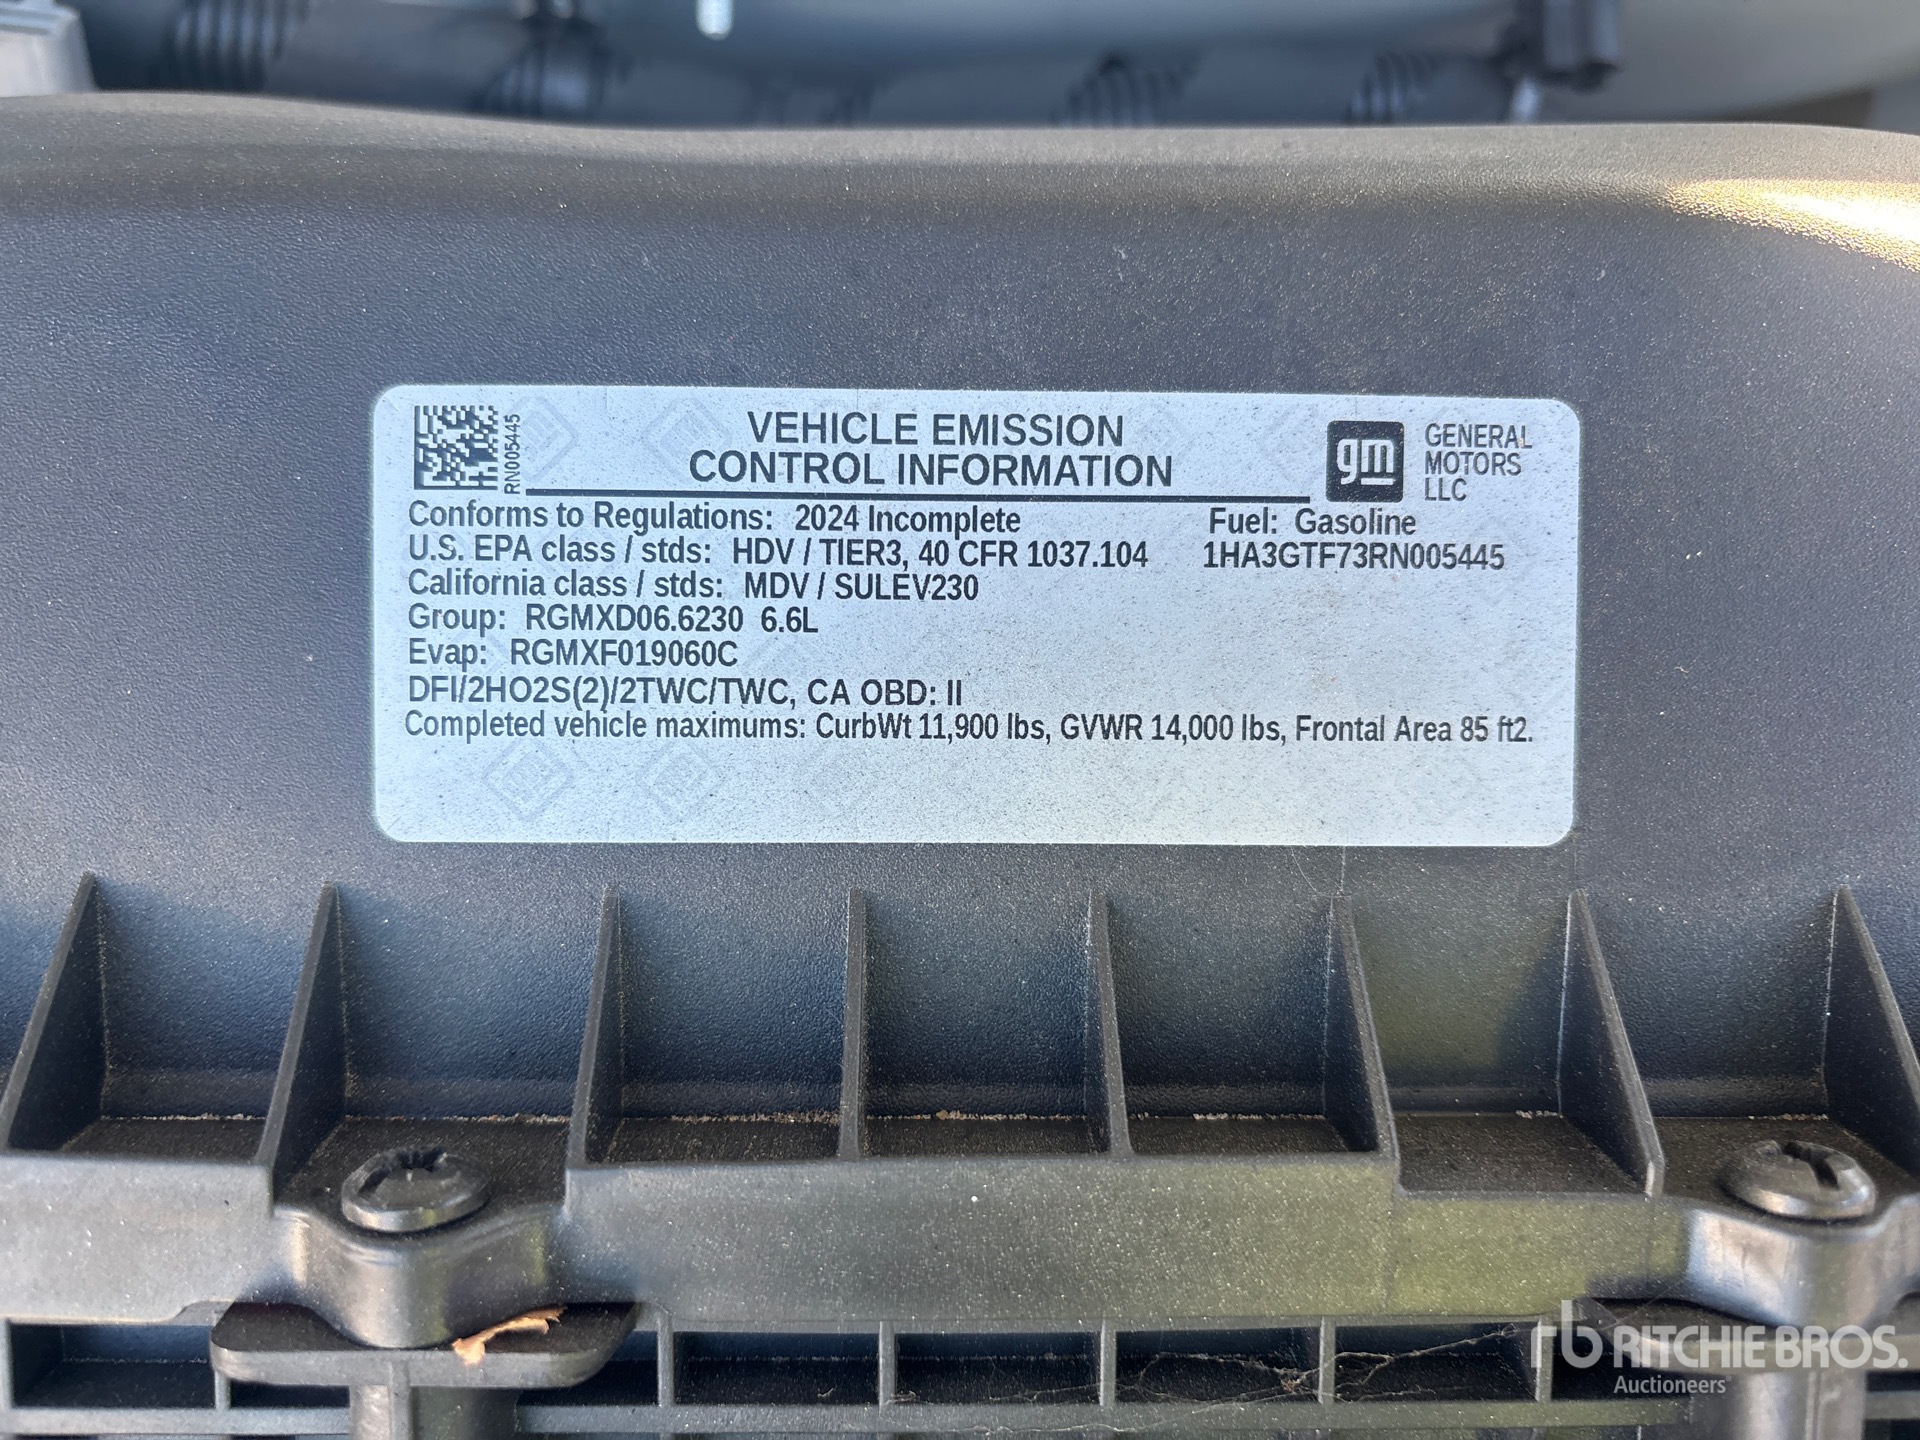 RN005445
VEHICLE EMISSION
CONTROL INFORMATION
gm
GENERAL
MOTORS
LLC
Conforms to Regulations: 2024 Incomplete Fuel: Gasoline
U.S. EPA class / stds: HDV / TIER3, 40 CFR 1037.104 1HA3GTF73RN005445
California class / stds: MDV / SULEV230
Group: RGMXD06.6230 6.6L
Evap: RGMXF019060C
DFI/2HO2S(2)/2TWC/TWC, CA OBD: II
Completed vehicle maximums: CurbWt 11,900 lbs, GVWR 14,000 lbs, Frontal Area 85 ft2.
rb RITCHIE BROS.
Auctioneers